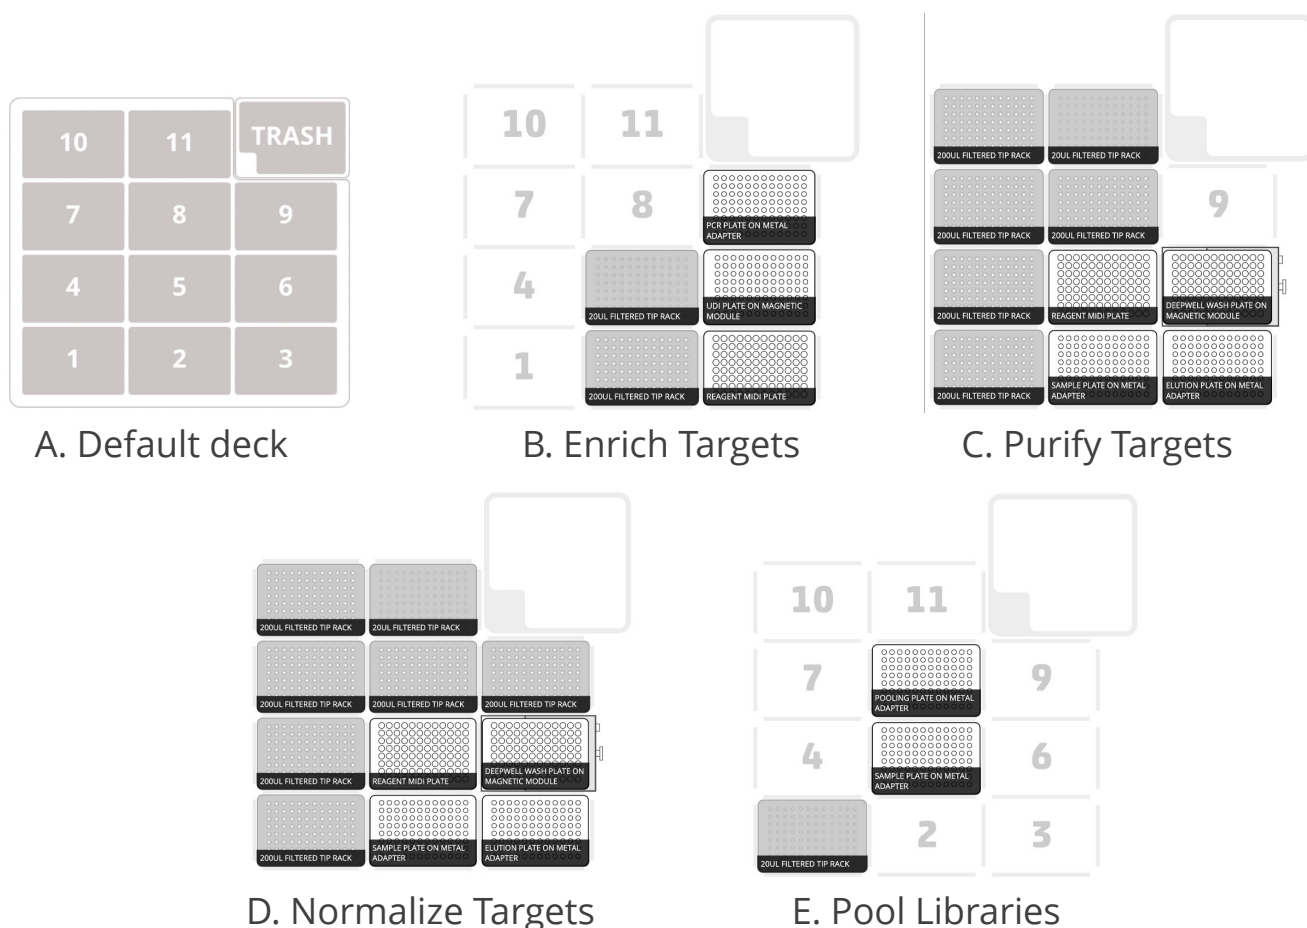 10 11 TRASH
7 8 9
4 5 6
1 2 3
A. Default deck
10 11
7 8
PCR PLATE ON METAL
ADAPTER
4
20UL FILTERED TIP RACK
UDI PLATE ON MAGNETIC
MODULE
1
200UL FILTERED TIP RACK
REAGENT MIDI PLATE
B. Enrich Targets
200UL FILTERED TIP RACK
20UL FILTERED TIP RACK
200UL FILTERED TIP RACK
200UL FILTERED TIP RACK
9
200UL FILTERED TIP RACK
REAGENT MIDI PLATE
DEEPWELL WASH PLATE ON
MAGNETIC MODULE
200UL FILTERED TIP RACK
SAMPLE PLATE ON METAL
ADAPTER
ELUTION PLATE ON METAL
ADAPTER
C. Purify Targets
200UL FILTERED TIP RACK
20UL FILTERED TIP RACK
200UL FILTERED TIP RACK
200UL FILTERED TIP RACK
200UL FILTERED TIP RACK
200UL FILTERED TIP RACK
REAGENT MIDI PLATE
DEEPWELL WASH PLATE ON
MAGNETIC MODULE
200UL FILTERED TIP RACK
SAMPLE PLATE ON METAL
ADAPTER
ELUTION PLATE ON METAL
ADAPTER
D. Normalize Targets
10 11
7
POOLING PLATE ON METAL
ADAPTER
9
4
SAMPLE PLATE ON METAL
ADAPTER
6
20UL FILTERED TIP RACK
2 3
E. Pool Libraries